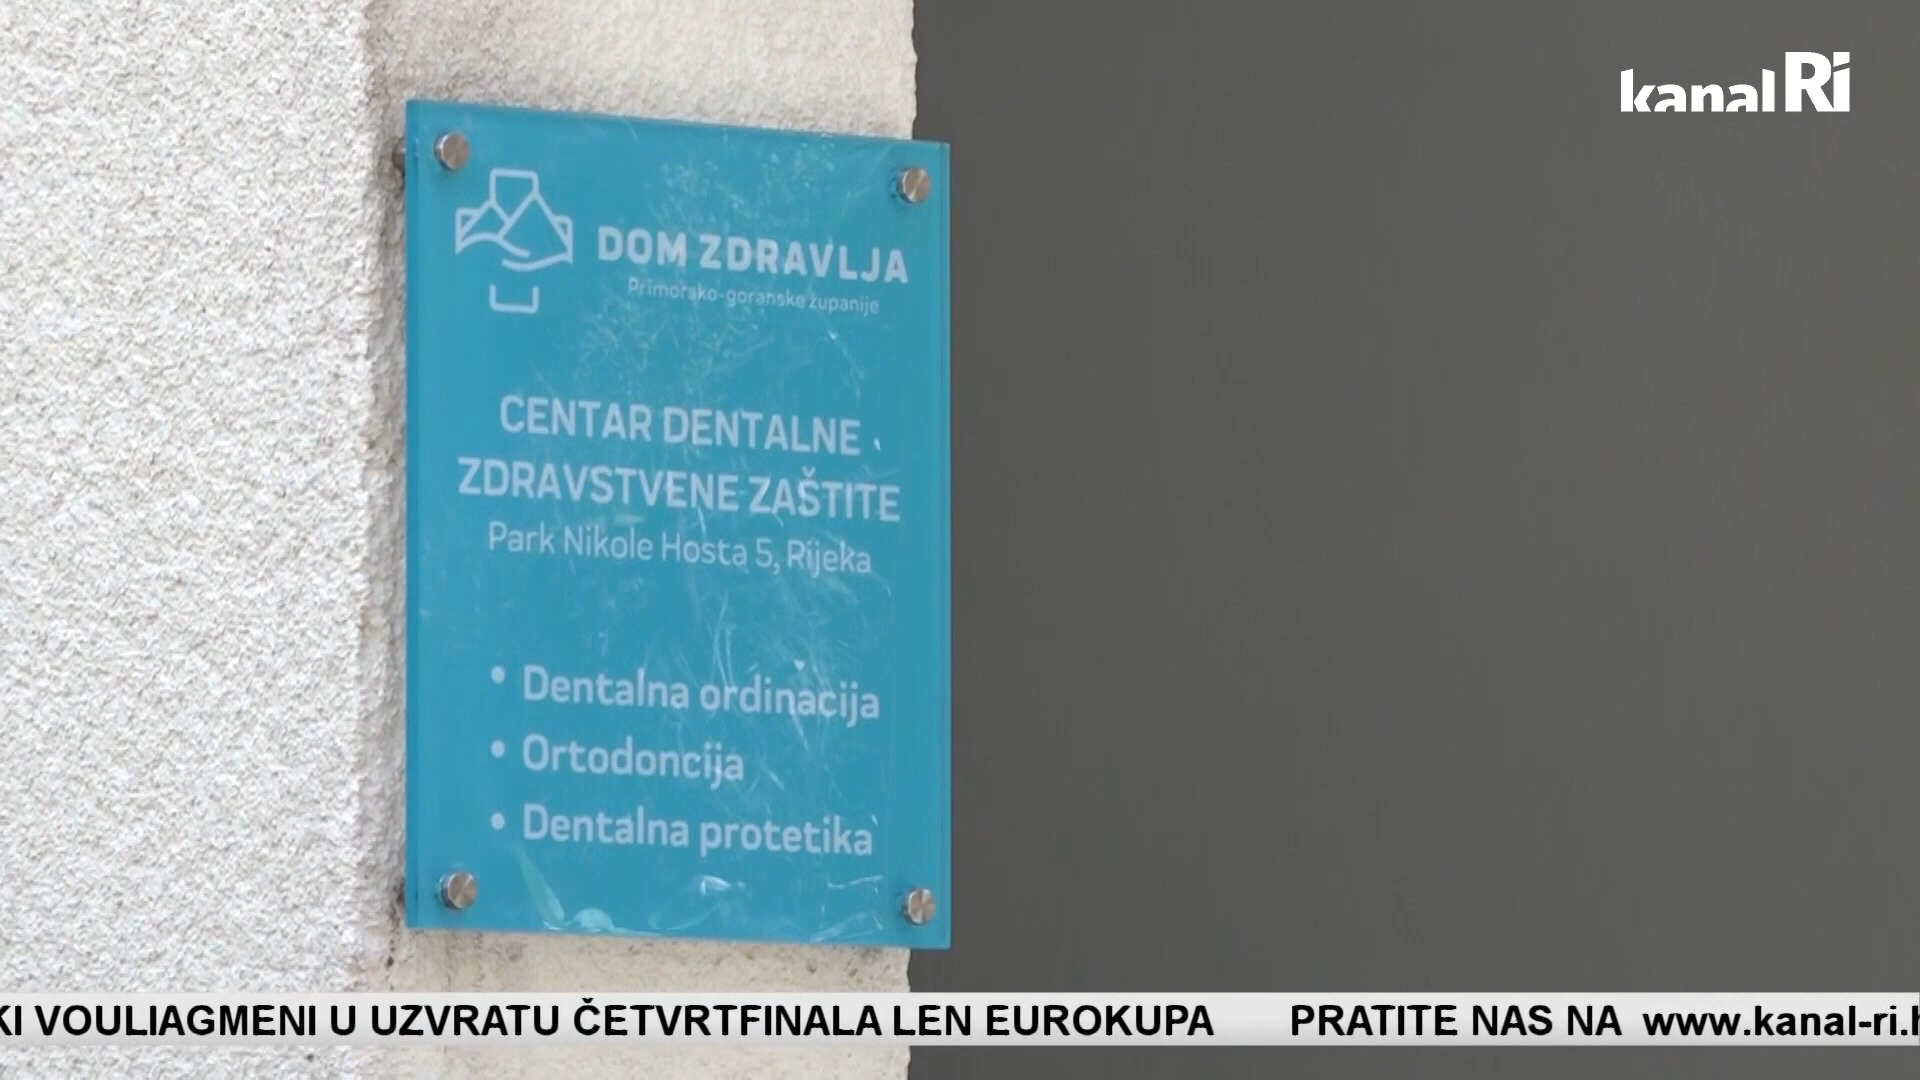 kanal Ri
DOM ZDRAVLJA
Primorsko-goranske županije
CENTAR DENTALNE
ZDRAVSTVENE ZAŠTITE
Park Nikole Hosta 5, Rijeka
• Dentalna ordinacija
• Ortodoncija
• Dentalna protetika
KI VOULIAGMENI U UZVRATU ČETVRTFINALA LEN EUROKUPA PRATITE NAS NA www.kanal-ri.h